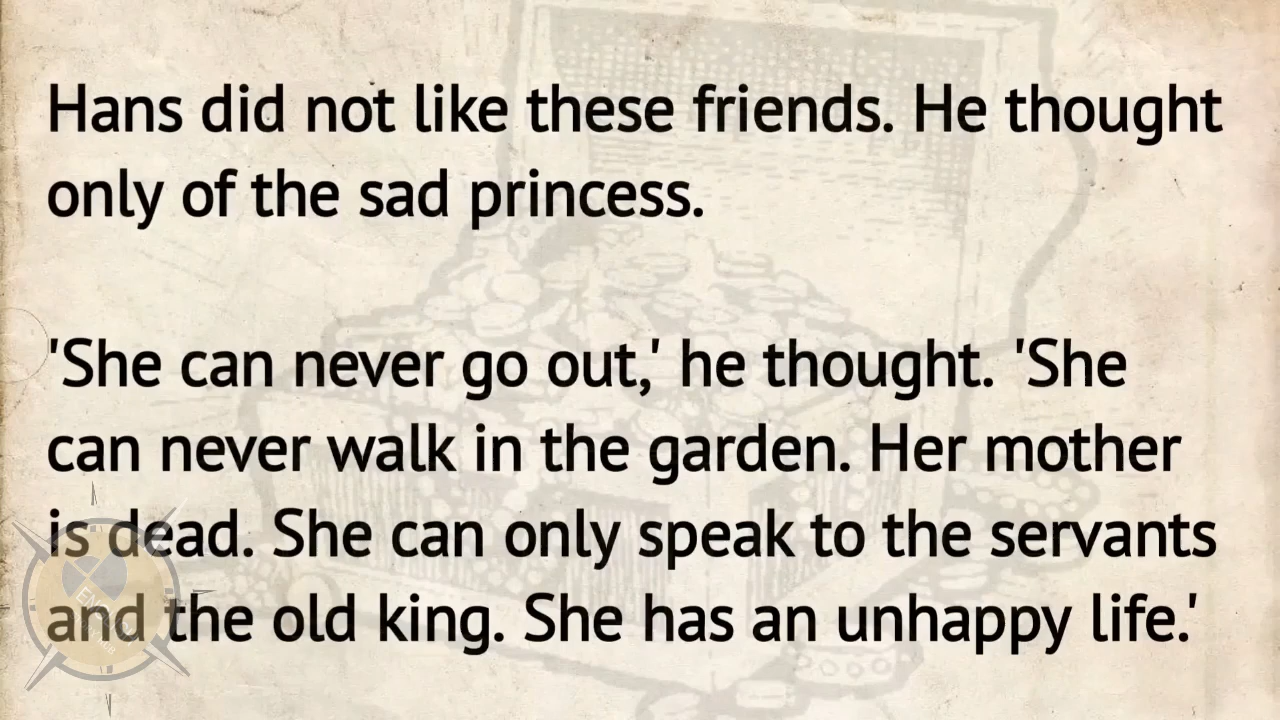 Hans did not like these friends. He thought
only of the sad princess.
'She can never go out,' he thought. 'She
can never walk in the garden. Her mother
is dead. She can only speak to the servants
and the old king. She has an unhappy life.'